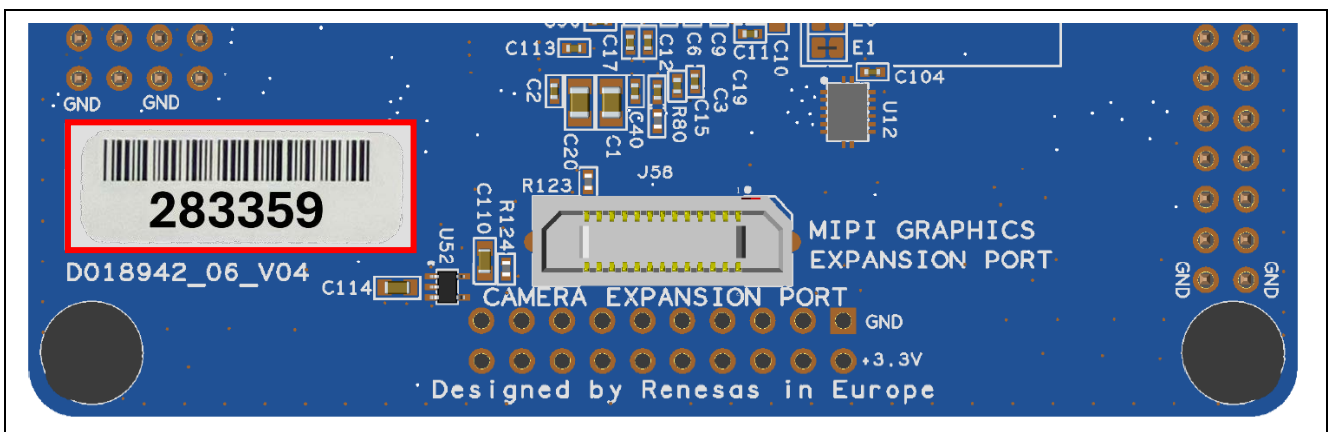 C113
C17
C12
C6
C9
C11
C10
E1
C104
GND
GND
C2
C20
C1
C40
R80
C15
C19
C3
U12
283359
J58
R123
1
C110
R124
U52
MIPI GRAPHICS
EXPANSION PORT
D018942_06_V04
C114
CAMERA EXPANSION PORT
GND
GND
GND
+3.3V
Designed by Renesas in Europe